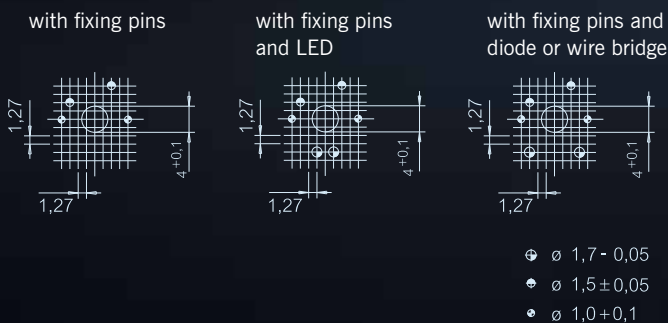 with fixing pins
with fixing pins
and LED
with fixing pins and
diode or wire bridge
1,27
4+0,1
1,27
1,27
4+0,1
1,27
1,27
4+0,1
1,27
ø 1,7 - 0,05
ø 1,5±0,05
ø 1,0+0,1